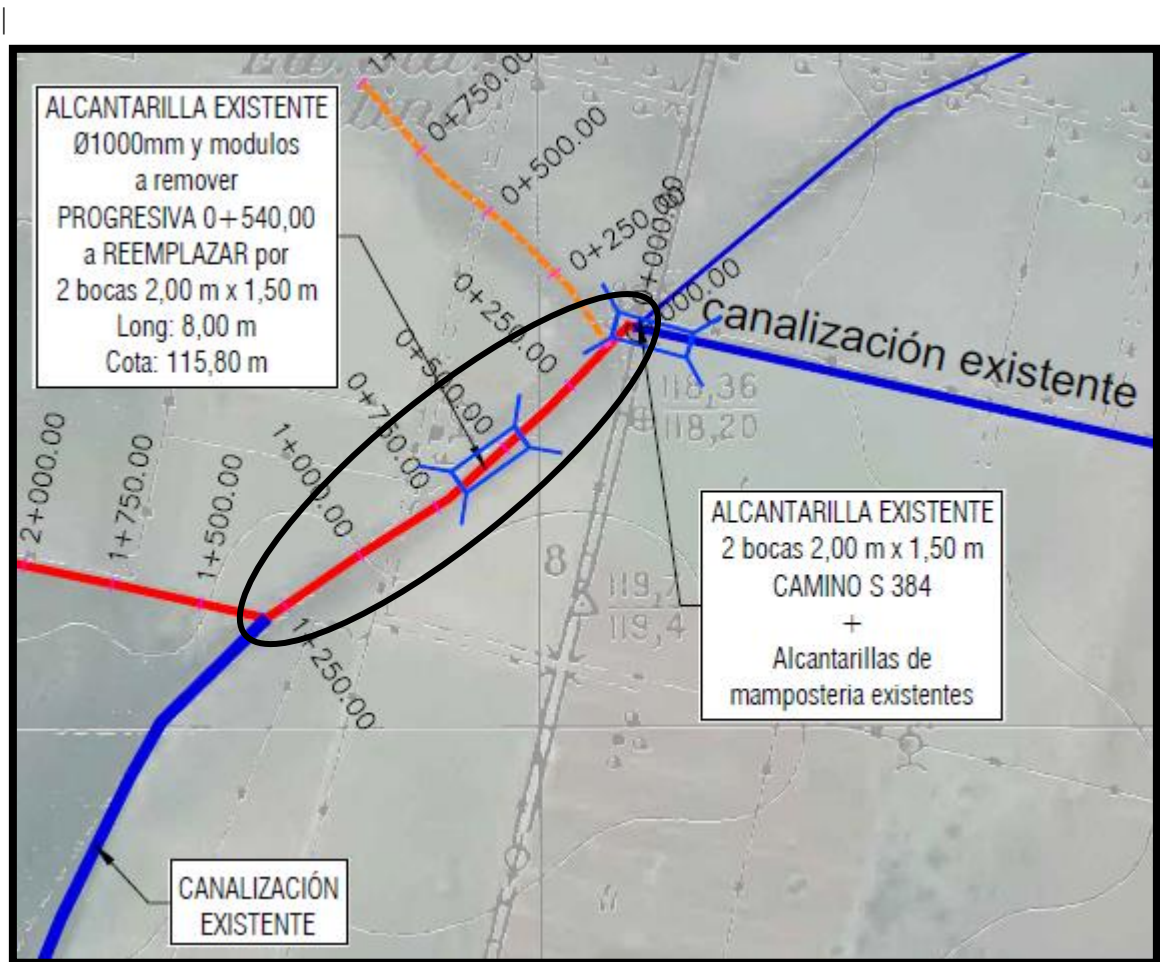 ALCANTARILLA EXISTENTE
Ø1000mm y modulos
a remover
PROGRESIVA 0+540,00
a REEMPLAZAR por
2 bocas 2,00 m x 1,50 m
Long: 8,00 m
Cota: 115,80 m
0+750.00
0+500.00
0+250.00
0+000.00
000.00
canalización existente
0+250.00
0+500.00
0+750.00
1+000.00
1+250.00
1+500.00
1+750.00
2+000.00
118,36
118,20
8
119,7
119,4
ALCANTARILLA EXISTENTE
2 bocas 2,00 m x 1,50 m
CAMINO S 384
+
Alcantarillas de
mamposteria existentes
CANALIZACIÓN
EXISTENTE